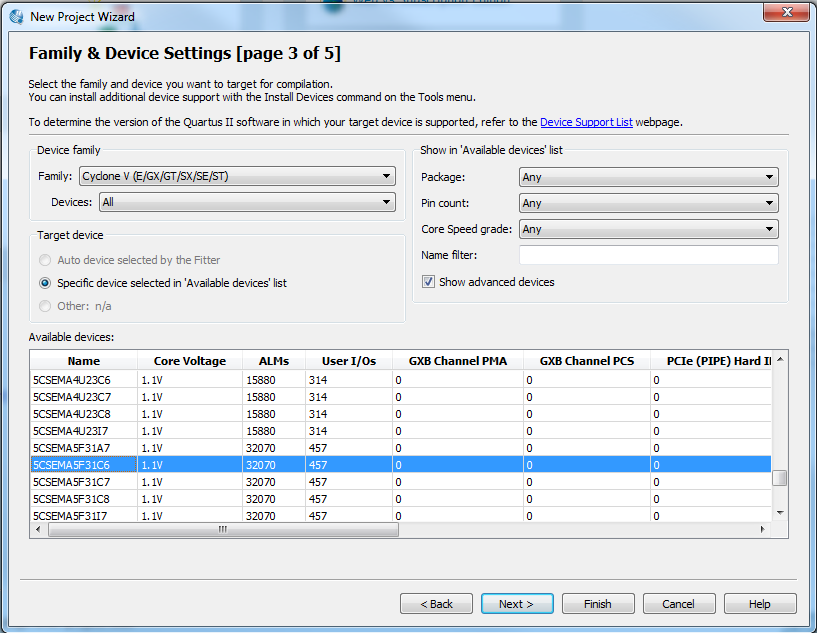 New Project Wizard
Family & Device Settings [page 3 of 5]
Select the family and device you want to target for compilation.
You can install additional device support with the Install Devices command on the Tools menu.
To determine the version of the Quartus II software in which your target device is supported, refer to the Device Support List webpage.
Device family
Family: Cyclone V (E/GX/GT/SX/SE/ST)
Devices: All
Target device
Auto device selected by the Fitter
Specific device selected in 'Available devices' list
Other: n/a
Show in 'Available devices' list
Package: Any
Pin count: Any
Core Speed grade: Any
Name filter:
Show advanced devices
Available devices:
Name Core Voltage ALMs User I/Os GXB Channel PMA GXB Channel PCS PCIe (PIPE) Hard I
5CSEMA4U23C6 1.1V 15880 314 0 0 0
5CSEMA4U23C7 1.1V 15880 314 0 0 0
5CSEMA4U23C8 1.1V 15880 314 0 0 0
5CSEMA4U23I7 1.1V 15880 314 0 0 0
5CSEMA5F31A7 1.1V 32070 457 0 0 0
5CSEMA5F31C6 1.1V 32070 457 0 0 0
5CSEMA5F31C7 1.1V 32070 457 0 0 0
5CSEMA5F31C8 1.1V 32070 457 0 0 0
5CSEMA5F31I7 1.1V 32070 457 0 0 0
< Back Next > Finish Cancel Help